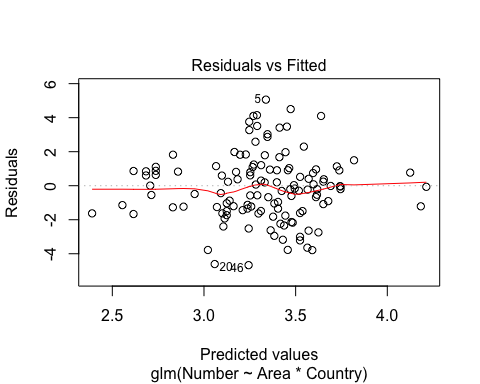 Residuals vs Fitted
Residuals
6
4
2
0
-2
-4
5
20
46
2.5 3.0 3.5 4.0
Predicted values
glm(Number ~ Area * Country)